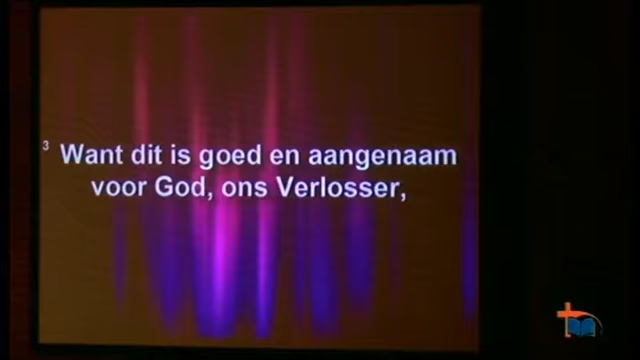 3 Want dit is goed en aangenaam
voor God, ons Verlosser,